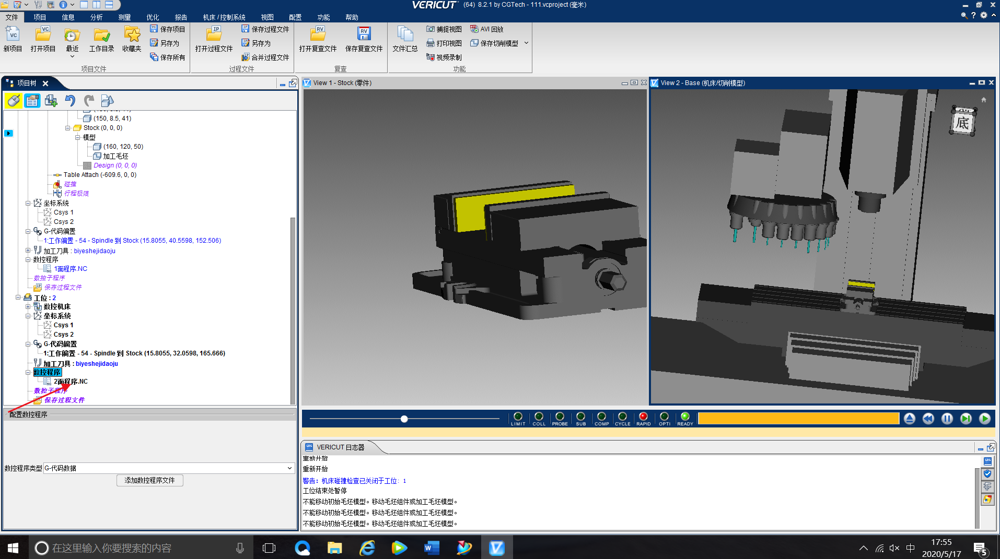 VERICUT (64) 8.2.1 by CGTech - 111.vcproject (毫米)
文件 项目 信息 分析 测量 优化 报告 机床 / 控制系统 视图 配置 功能 帮助
新项目 打开项目 最近 工作目录 收藏夹 保存项目 另存为 保存所有
项目文件
打开过程文件 保存过程文件 另存为 合并过程文件
过程文件
打开复查文件 保存复查文件
复查
文件汇总 捕捉视图 打印视图 视频录制 AVI 回放 保存切削模型
功能
项目树
(150, 8.5, 41)
Stock (0, 0, 0)
模型
(160, 120, 50)
加工毛坯
Design (0, 0, 0)
Table Attach (-609.6, 0, 0)
碰撞
行程极限
坐标系统
Csys 1
Csys 2
G-代码偏置
1:工作偏置 - 54 - Spindle 到 Stock (15.8055, 40.5598, 152.506)
加工刀具 : biyeshejidaoju
数控程序
1面程序.NC
数控子程序
保存过程文件
工位 : 2
数控机床
坐标系统
Csys 1
Csys 2
G-代码偏置
1:工作偏置 - 54 - Spindle 到 Stock (15.8055, 32.0598, 165.666)
加工刀具 : biyeshejidaoju
数控程序
2面程序.NC
数控子程序
保存过程文件
配置数控程序
数控程序类型 G-代码数据
添加数控程序文件
View 1 - Stock (零件)
View 2 - Base (机床/切削模型)
底
LIMIT COLL PROBE SUB COMP CYCLE RAPID OPTI READY
VERICUT 日志器
重新开始
重新开始
警告: 机床碰撞检查已关闭于工位: 1
工位结束处暂停
不能移动初始毛坯模型。移动毛坯组件或加工毛坯模型。
不能移动初始毛坯模型。移动毛坯组件或加工毛坯模型。
不能移动初始毛坯模型。移动毛坯组件或加工毛坯模型。
在这里输入你要搜索的内容
中
17:55
2020/5/17
5